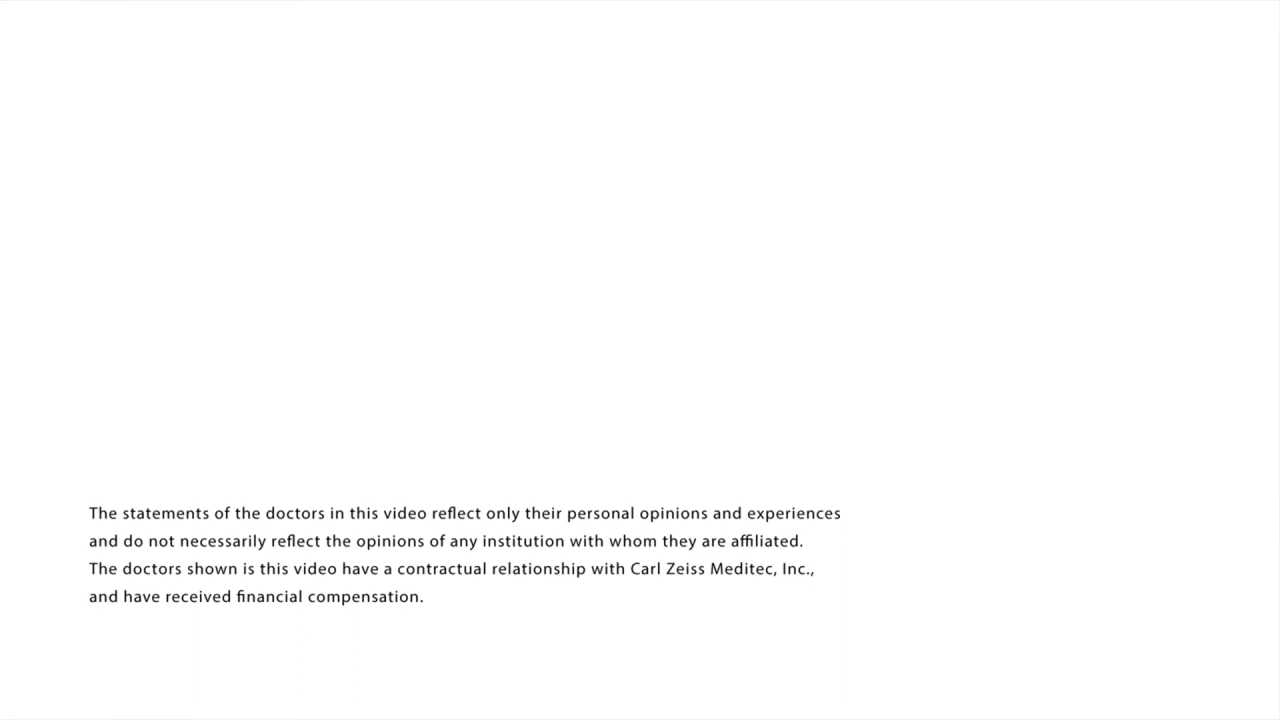 The statements of the doctors in this video reflect only their personal opinions and experiences
and do not necessarily reflect the opinions of any institution with whom they are affiliated.
The doctors shown is this video have a contractual relationship with Carl Zeiss Meditec, Inc.,
and have received financial compensation.